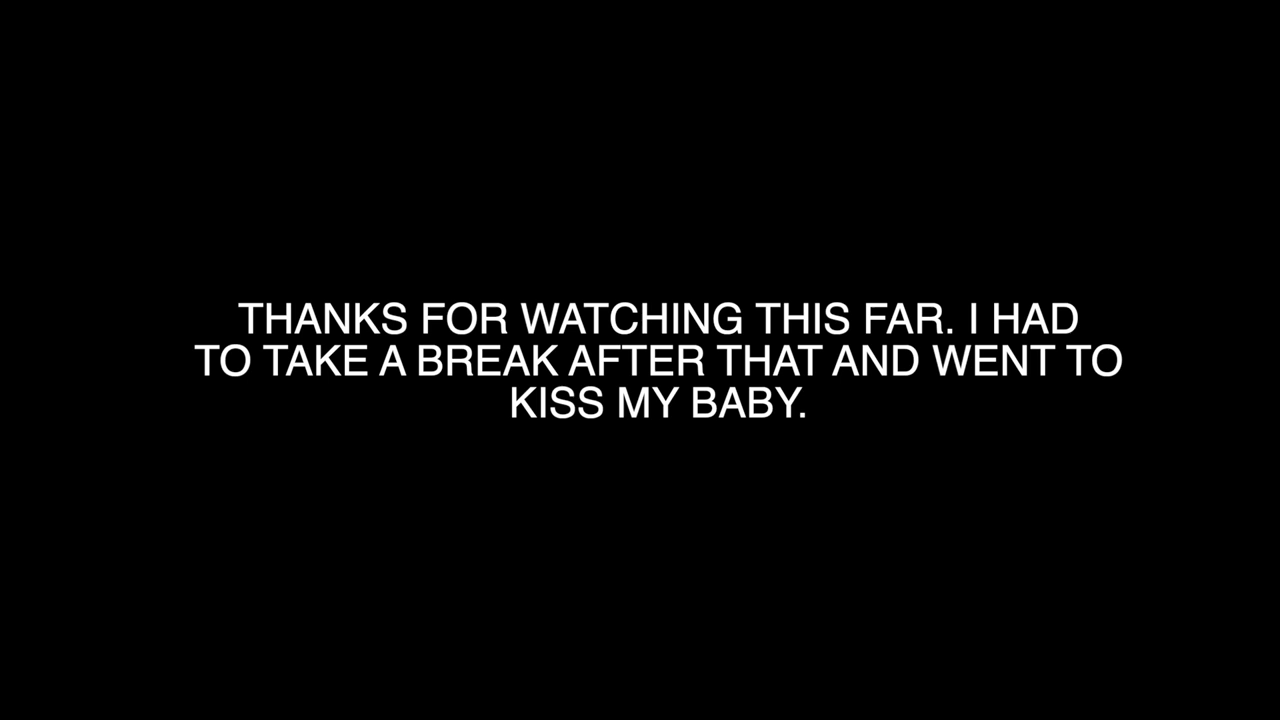 THANKS FOR WATCHING THIS FAR. I HAD
TO TAKE A BREAK AFTER THAT AND WENT TO
KISS MY BABY.